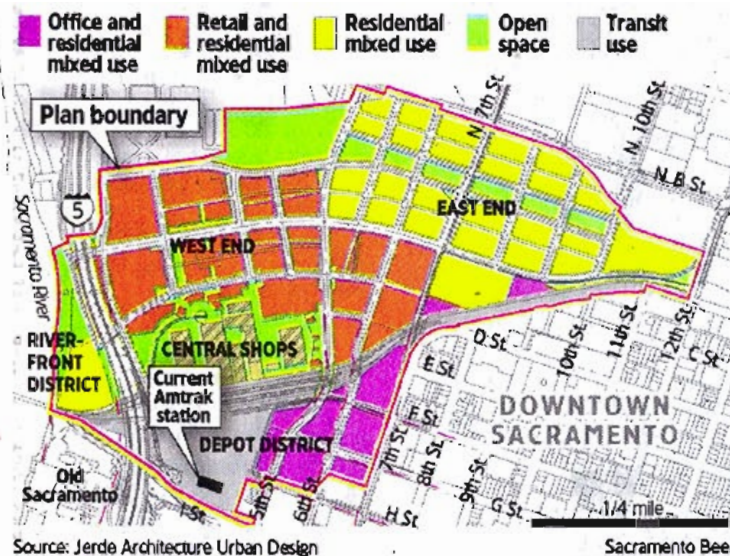 Office and
residential
mixed use
Retail and
residential
mixed use
Residential
mixed use
Open
space
Transit
use
Plan boundary
N. 7th St.
N. 10th St.
N. B St.
5
Sacramento River
WEST END
EAST END
RIVER-
FRONT
DISTRICT
CENTRAL SHOPS
Current
Amtrak
station
DEPOT DISTRICT
Old
Sacramento
I St.
5th St.
6th St.
7th St.
8th St.
9th St.
10th St.
11th St.
12th St.
C St.
D St.
E St.
F St.
G St.
H St.
DOWNTOWN
SACRAMENTO
1/4 mile
Source: Jerde Architecture Urban Design
Sacramento Bee